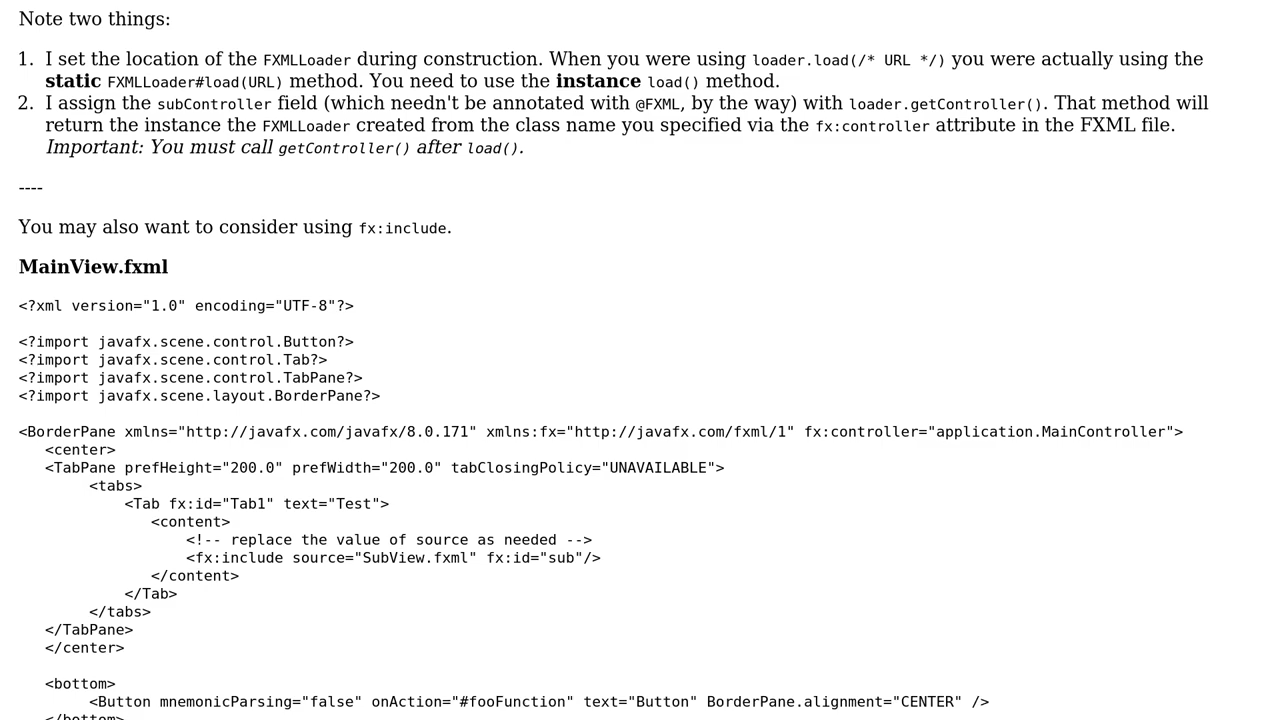 Note two things:
1. I set the location of the FXMLLoader during construction. When you were using loader.load(/* URL */) you were actually using the
static FXMLLoader#load(URL) method. You need to use the instance load() method.
2. I assign the subController field (which needn't be annotated with @FXML, by the way) with loader.getController(). That method will
return the instance the FXMLLoader created from the class name you specified via the fx:controller attribute in the FXML file.
Important: You must call getController() after load().
----
You may also want to consider using fx:include.
MainView.fxml
<?xml version="1.0" encoding="UTF-8"?>
<?import javafx.scene.control.Button?>
<?import javafx.scene.control.Tab?>
<?import javafx.scene.control.TabPane?>
<?import javafx.scene.layout.BorderPane?>
<BorderPane xmlns="http://javafx.com/javafx/8.0.171" xmlns:fx="http://javafx.com/fxml/1" fx:controller="application.MainController">
<center>
<TabPane prefHeight="200.0" prefWidth="200.0" tabClosingPolicy="UNAVAILABLE">
<tabs>
<Tab fx:id="Tab1" text="Test">
<content>
<!-- replace the value of source as needed -->
<fx:include source="SubView.fxml" fx:id="sub"/>
</content>
</Tab>
</tabs>
</TabPane>
</center>
<bottom>
<Button mnemonicParsing="false" onAction="#fooFunction" text="Button" BorderPane.alignment="CENTER" />
</bottom>